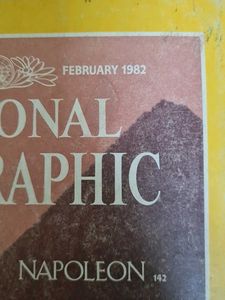 FEBRUARY 1982
ONAL
RAPHIC
NAPOLEON 142